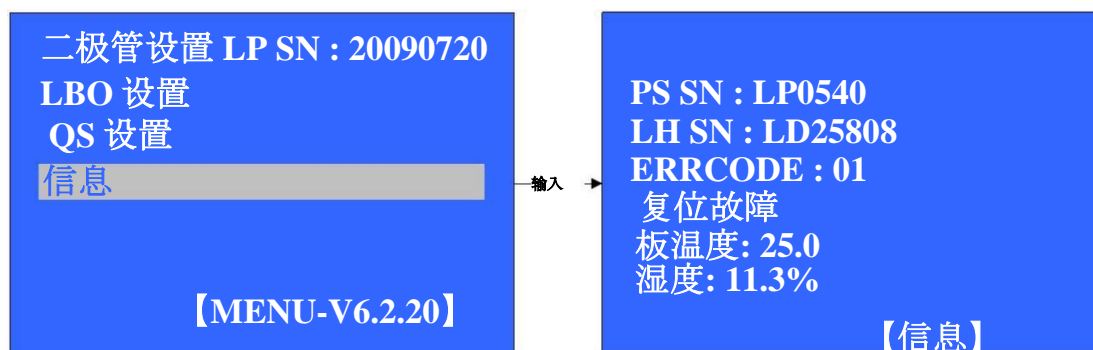 二极管设置 LP SN : 20090720
LBO 设置
QS 设置
信息
【MENU-V6.2.20】
输入
PS SN : LP0540
LH SN : LD25808
ERRCODE : 01
复位故障
板温度: 25.0
湿度: 11.3%
【信息】